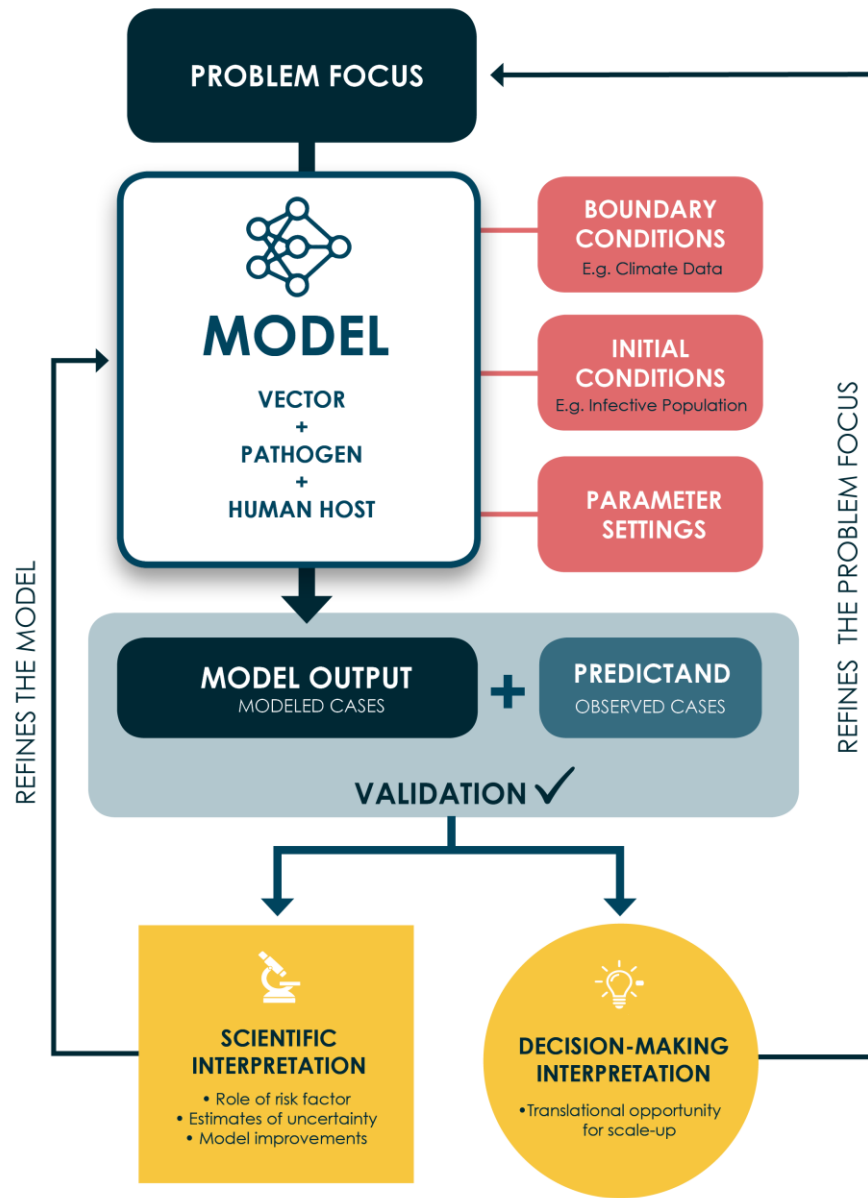 PROBLEM FOCUS
MODEL
VECTOR
+
PATHOGEN
+
HUMAN HOST
BOUNDARY
CONDITIONS
E.g. Climate Data
INITIAL
CONDITIONS
E.g. Infective Population
PARAMETER
SETTINGS
REFINES THE MODEL
REFINES THE PROBLEM FOCUS
MODEL OUTPUT
MODELED CASES
+
PREDICTAND
OBSERVED CASES
VALIDATION ✓
SCIENTIFIC
INTERPRETATION
• Role of risk factor
• Estimates of uncertainty
• Model improvements
DECISION-MAKING
INTERPRETATION
•Translational opportunity
for scale-up